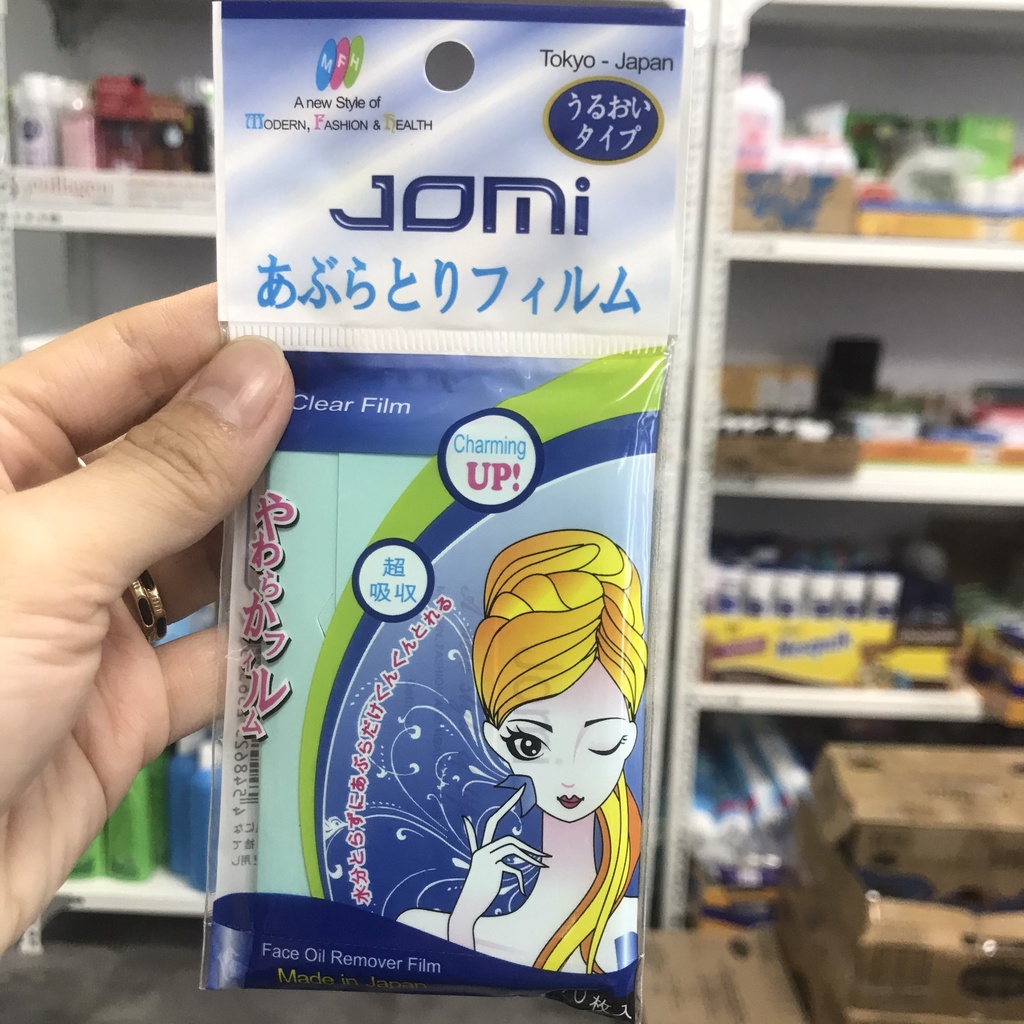 MFH
Tokyo - Japan
A new Style of
MODERN, FASHION & HEALTH
うるおい
タイプ
JOMI
あぶらとりフィルム
Clear Film
Charming
UP!
超
吸収
やわらかフィルム
水分とらずにあぶらだけぐんぐんとれる
Face Oil Remover Film
Made in Japan
0枚入